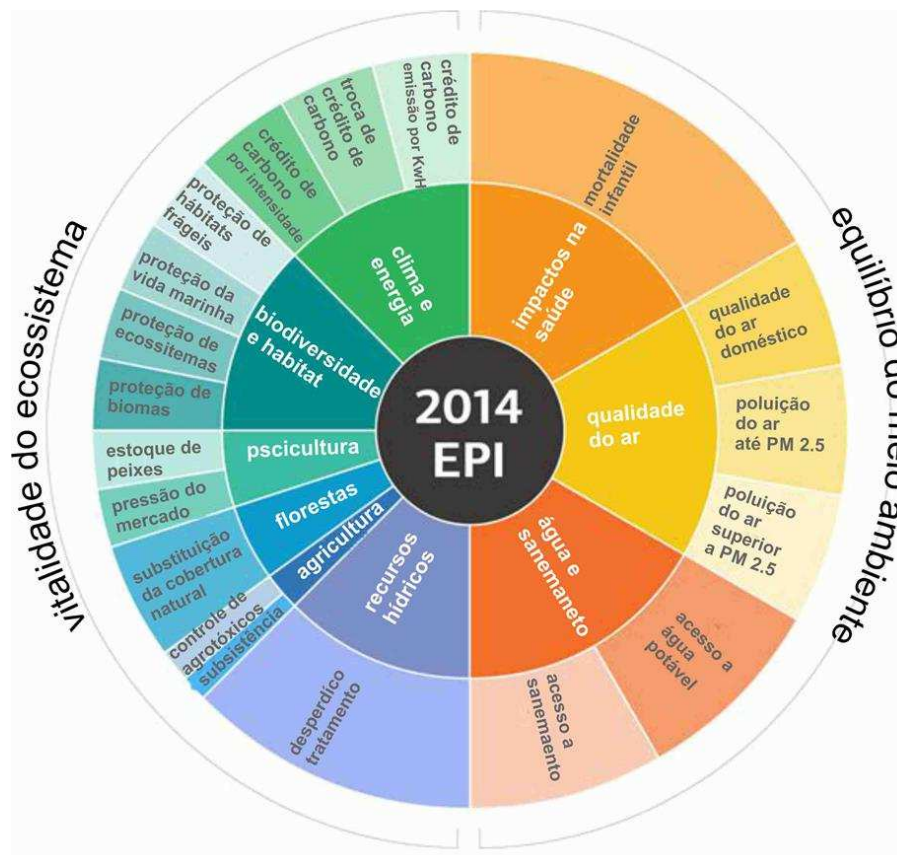 2014
EPI
equilíbrio do meio ambiente
impactos na
saúde
mortalidade
infantil
qualidade
do ar
qualidade
do ar
doméstico
poluição
do ar
até PM 2.5
poluição
do ar
superior
a PM 2.5
água e
sanemaneto
acesso a
água
potável
acesso a
sanemaento
vitalidade do ecossistema
recursos
hídricos
desperdico
tratamento
agricultura
subsistência
controle de
agrotóxicos
florestas
substituição
da cobertura
natural
pscicultura
pressão do
mercado
estoque de
peixes
biodiversidade
e habitat
proteção de
biomas
proteção de
ecossitemas
proteção da
vida marinha
proteção de
hábitats
frágeis
clima e
energia
crédito de
carbono
por intensidade
troca de
crédito de
carbono
crédito de
carbono
emissão por KwH